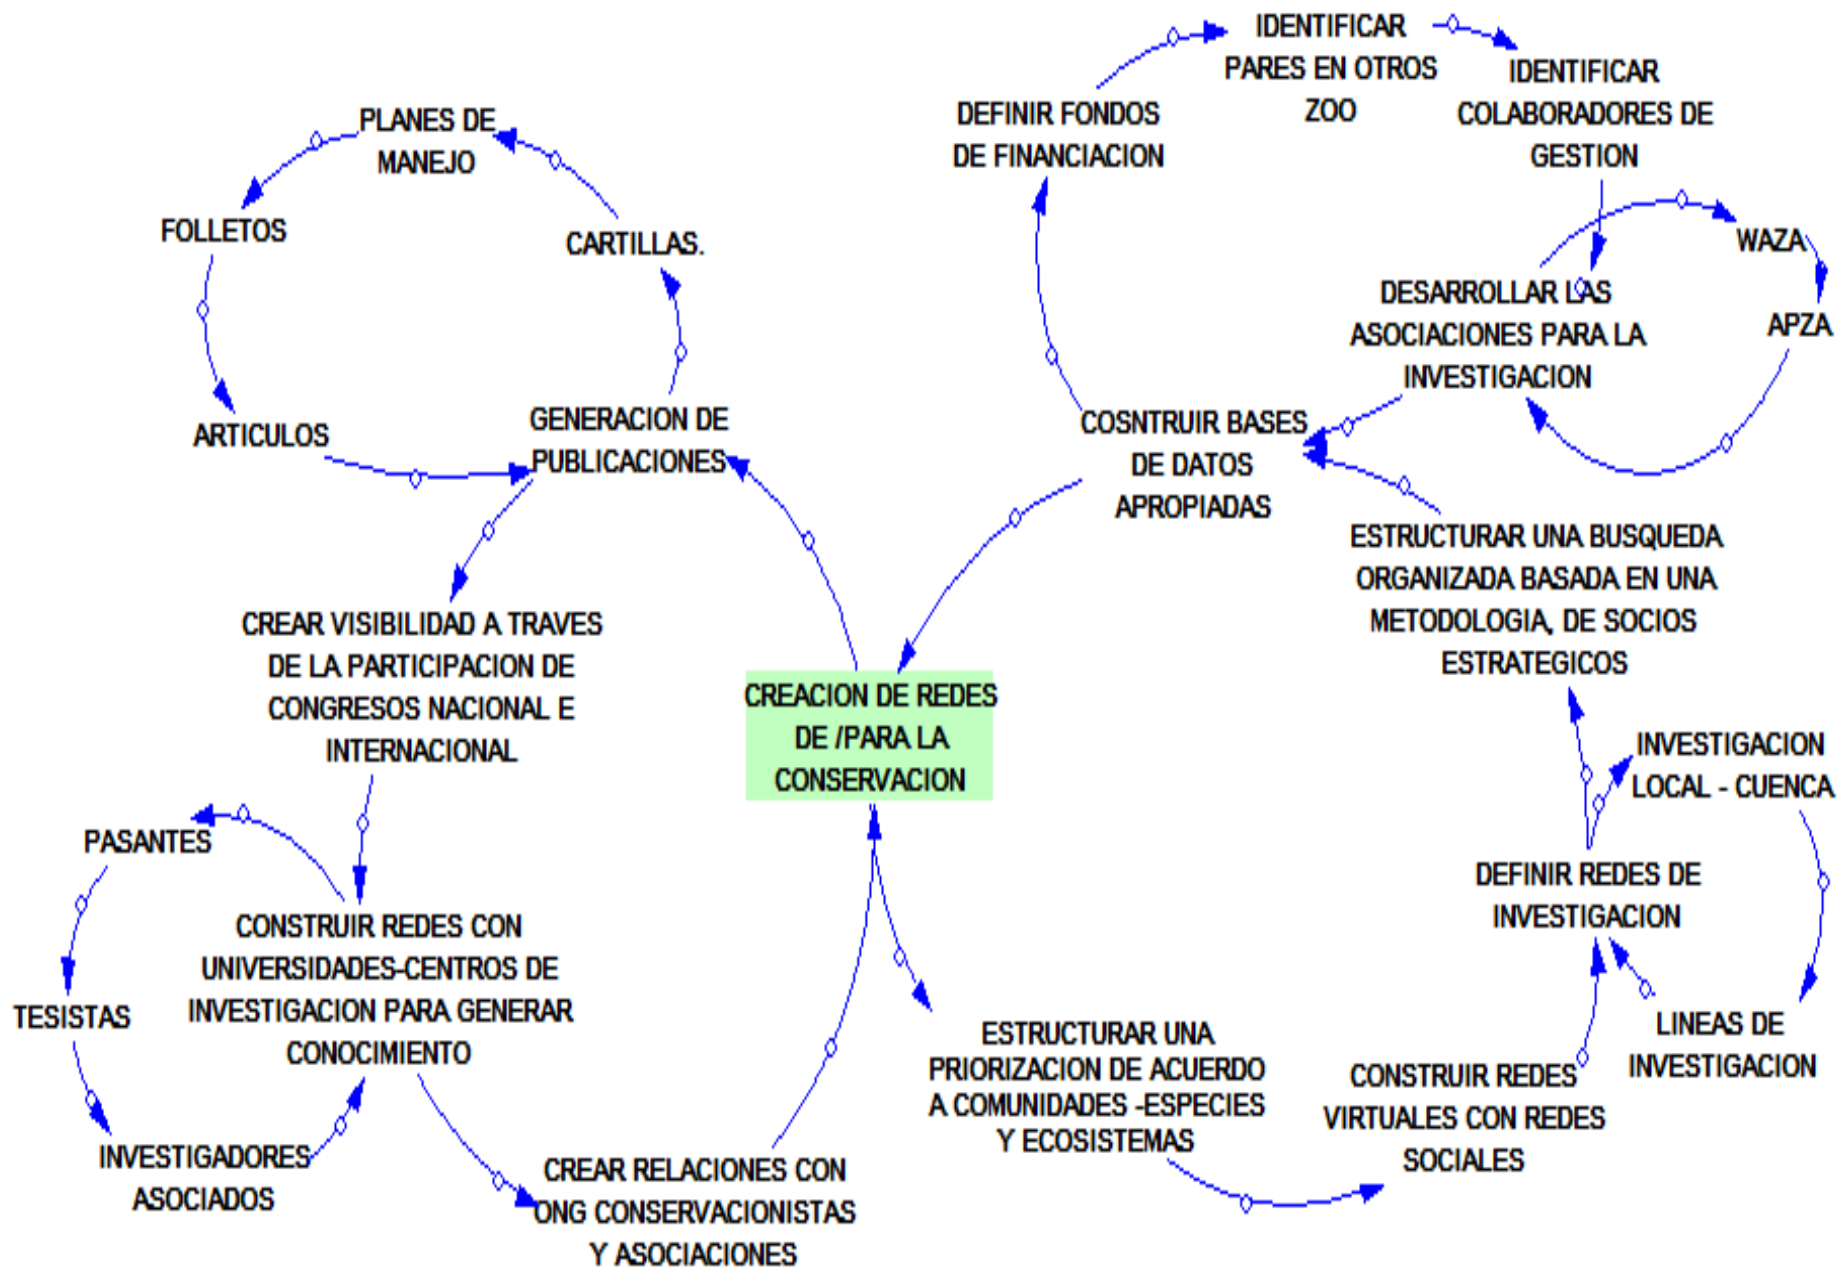 IDENTIFICAR
PARES EN OTROS
ZOO
IDENTIFICAR
COLABORADORES DE
GESTION
DEFINIR FONDOS
DE FINANCIACION
PLANES DE
MANEJO
FOLLETOS
CARTILLAS.
WAZA
APZA
DESARROLLAR LAS
ASOCIACIONES PARA LA
INVESTIGACION
ARTICULOS
GENERACION DE
PUBLICACIONES
COSNTRUIR BASES
DE DATOS
APROPIADAS
ESTRUCTURAR UNA BUSQUEDA
ORGANIZADA BASADA EN UNA
METODOLOGIA, DE SOCIOS
ESTRATEGICOS
CREAR VISIBILIDAD A TRAVES
DE LA PARTICIPACION DE
CONGRESOS NACIONAL E
INTERNACIONAL
CREACION DE REDES
DE /PARA LA
CONSERVACION
INVESTIGACION
LOCAL - CUENCA
PASANTES
DEFINIR REDES DE
INVESTIGACION
CONSTRUIR REDES CON
UNIVERSIDADES-CENTROS DE
INVESTIGACION PARA GENERAR
CONOCIMIENTO
TESISTAS
LINEAS DE
INVESTIGACION
ESTRUCTURAR UNA
PRIORIZACION DE ACUERDO
A COMUNIDADES -ESPECIES
Y ECOSISTEMAS
CONSTRUIR REDES
VIRTUALES CON REDES
SOCIALES
INVESTIGADORES
ASOCIADOS
CREAR RELACIONES CON
ONG CONSERVACIONISTAS
Y ASOCIACIONES